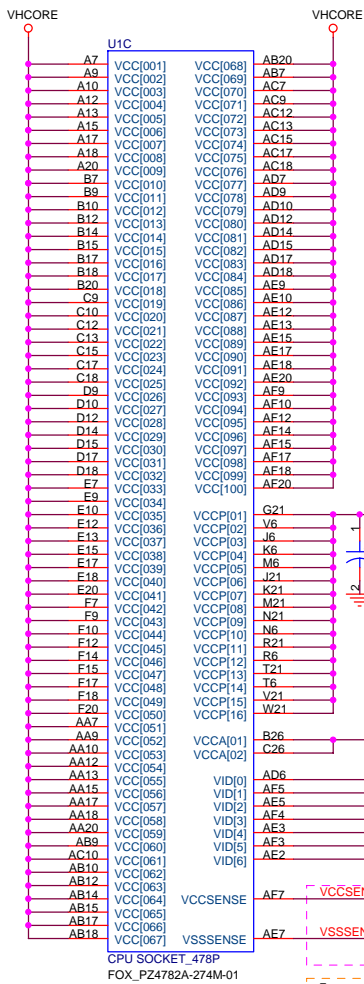 VHCORE VHCORE
U1C
A7 VCC[001] VCC[068] AB20
A9 VCC[002] VCC[069] AB7
A10 VCC[003] VCC[070] AC7
A12 VCC[004] VCC[071] AC9
A13 VCC[005] VCC[072] AC12
A15 VCC[006] VCC[073] AC13
A17 VCC[007] VCC[074] AC15
A18 VCC[008] VCC[075] AC17
A20 VCC[009] VCC[076] AC18
B7 VCC[010] VCC[077] AD7
B9 VCC[011] VCC[078] AD9
B10 VCC[012] VCC[079] AD10
B12 VCC[013] VCC[080] AD12
B14 VCC[014] VCC[081] AD14
B15 VCC[015] VCC[082] AD15
B17 VCC[016] VCC[083] AD17
B18 VCC[017] VCC[084] AD18
B20 VCC[018] VCC[085] AE9
C9 VCC[019] VCC[086] AE10
C10 VCC[020] VCC[087] AE12
C12 VCC[021] VCC[088] AE13
C13 VCC[022] VCC[089] AE15
C15 VCC[023] VCC[090] AE17
C17 VCC[024] VCC[091] AE18
C18 VCC[025] VCC[092] AE20
D9 VCC[026] VCC[093] AF9
D10 VCC[027] VCC[094] AF10
D12 VCC[028] VCC[095] AF12
D14 VCC[029] VCC[096] AF14
D15 VCC[030] VCC[097] AF15
D17 VCC[031] VCC[098] AF17
D18 VCC[032] VCC[099] AF18
E7 VCC[033] VCC[100] AF20
E9 VCC[034]
E10 VCC[035] VCCP[01] G21
E12 VCC[036] VCCP[02] V6
E13 VCC[037] VCCP[03] J6
E15 VCC[038] VCCP[04] K6
E17 VCC[039] VCCP[05] M6
E18 VCC[040] VCCP[06] J21
E20 VCC[041] VCCP[07] K21
F7 VCC[042] VCCP[08] M21
F9 VCC[043] VCCP[09] N21
F10 VCC[044] VCCP[10] N6
F12 VCC[045] VCCP[11] R21
F14 VCC[046] VCCP[12] R6
F15 VCC[047] VCCP[13] T21
F17 VCC[048] VCCP[14] T6
F18 VCC[049] VCCP[15] V21
F20 VCC[050] VCCP[16] W21
AA7 VCC[051]
AA9 VCC[052] VCCA[01] B26
AA10 VCC[053] VCCA[02] C26
AA12 VCC[054]
AA13 VCC[055] VID[0] AD6
AA15 VCC[056] VID[1] AF5
AA17 VCC[057] VID[2] AE5
AA18 VCC[058] VID[3] AF4
AA20 VCC[059] VID[4] AE3
AB9 VCC[060] VID[5] AF3
AC10 VCC[061] VID[6] AE2
AB10 VCC[062]
AB12 VCC[063]
AB14 VCC[064] VCCSENSE AF7
AB15 VCC[065]
AB17 VCC[066]
AB18 VCC[067] VSSSENSE AE7
CPU SOCKET_478P
FOX_PZ4782A-274M-01
1
2
VCCSEN
VSSSEN